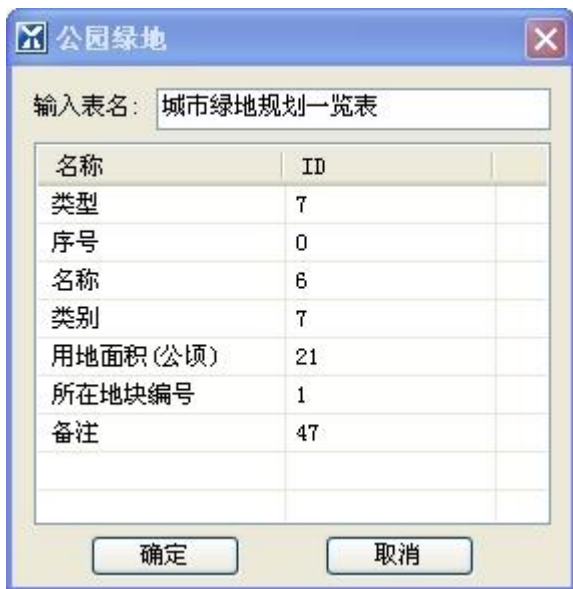 公园绿地
输入表名: 城市绿地规划一览表
名称 ID
类型 7
序号 0
名称 6
类别 7
用地面积(公顷) 21
所在地块编号 1
备注 47
确定 取消